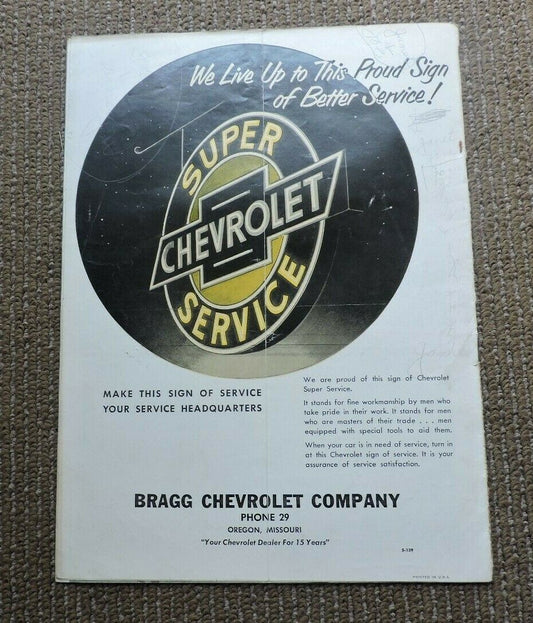 We Live Up to This Proud Sign
of Better Service!
SUPER
CHEVROLET
SERVICE
MAKE THIS SIGN OF SERVICE
YOUR SERVICE HEADQUARTERS
We are proud of this sign of Chevrolet
Super Service.
It stands for fine workmanship by men who
take pride in their work. It stands for men
who are masters of their trade . . . men
equipped with special tools to aid them.
When your car is in need of service, turn in
at this Chevrolet sign of service. It is your
assurance of service satisfaction.
BRAGG CHEVROLET COMPANY
PHONE 29
OREGON, MISSOURI
"Your Chevrolet Dealer For 15 Years"
S-139
PRINTED IN U.S.A.